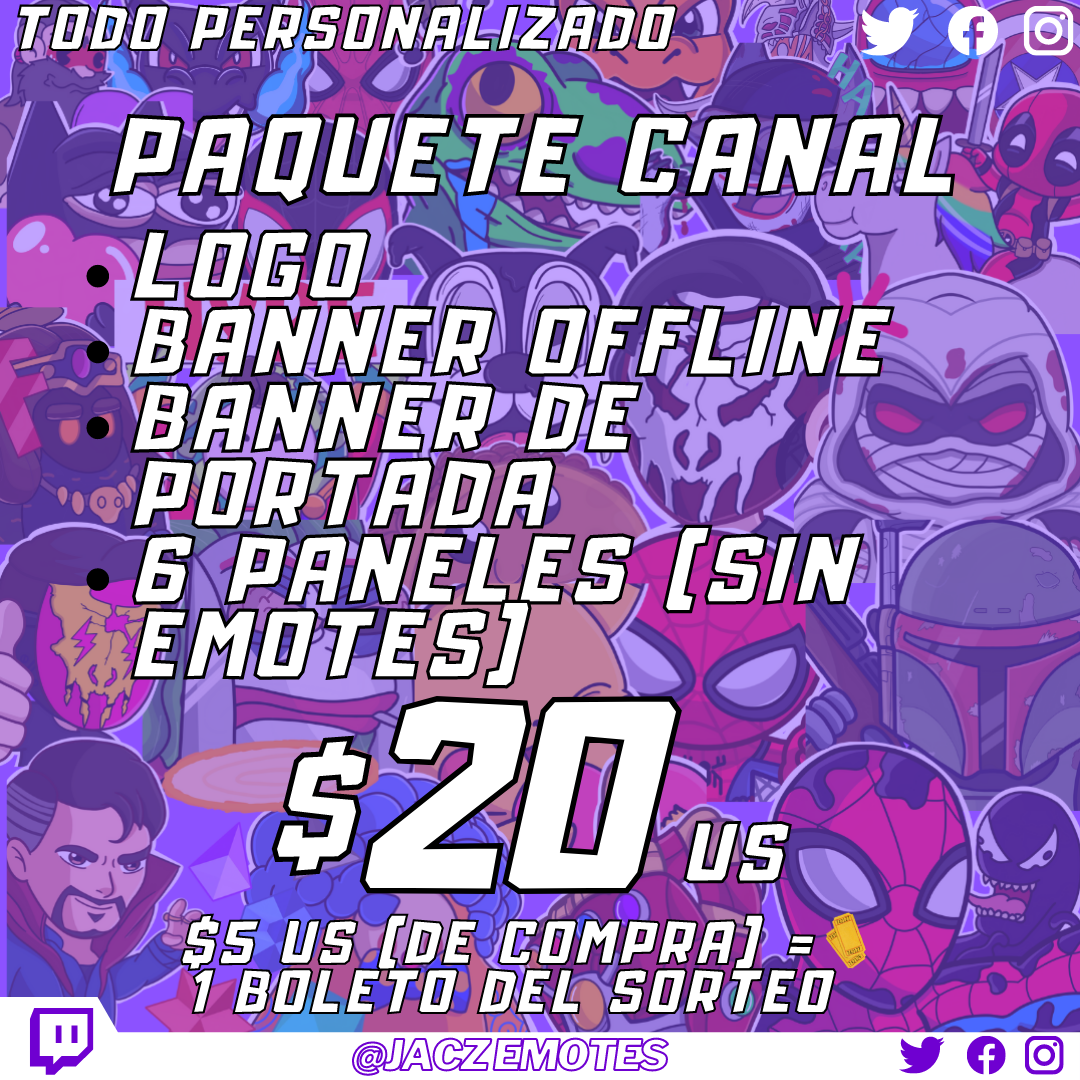 TODO PERSONALIZADO
PAQUETE CANAL
• LOGO
• BANNER OFFLINE
• BANNER DE
PORTADA
• 6 PANELES (SIN
EMOTES)
$20 US
$5 US (DE COMPRA) =
1 BOLETO DEL SORTEO
@JACZEMOTES